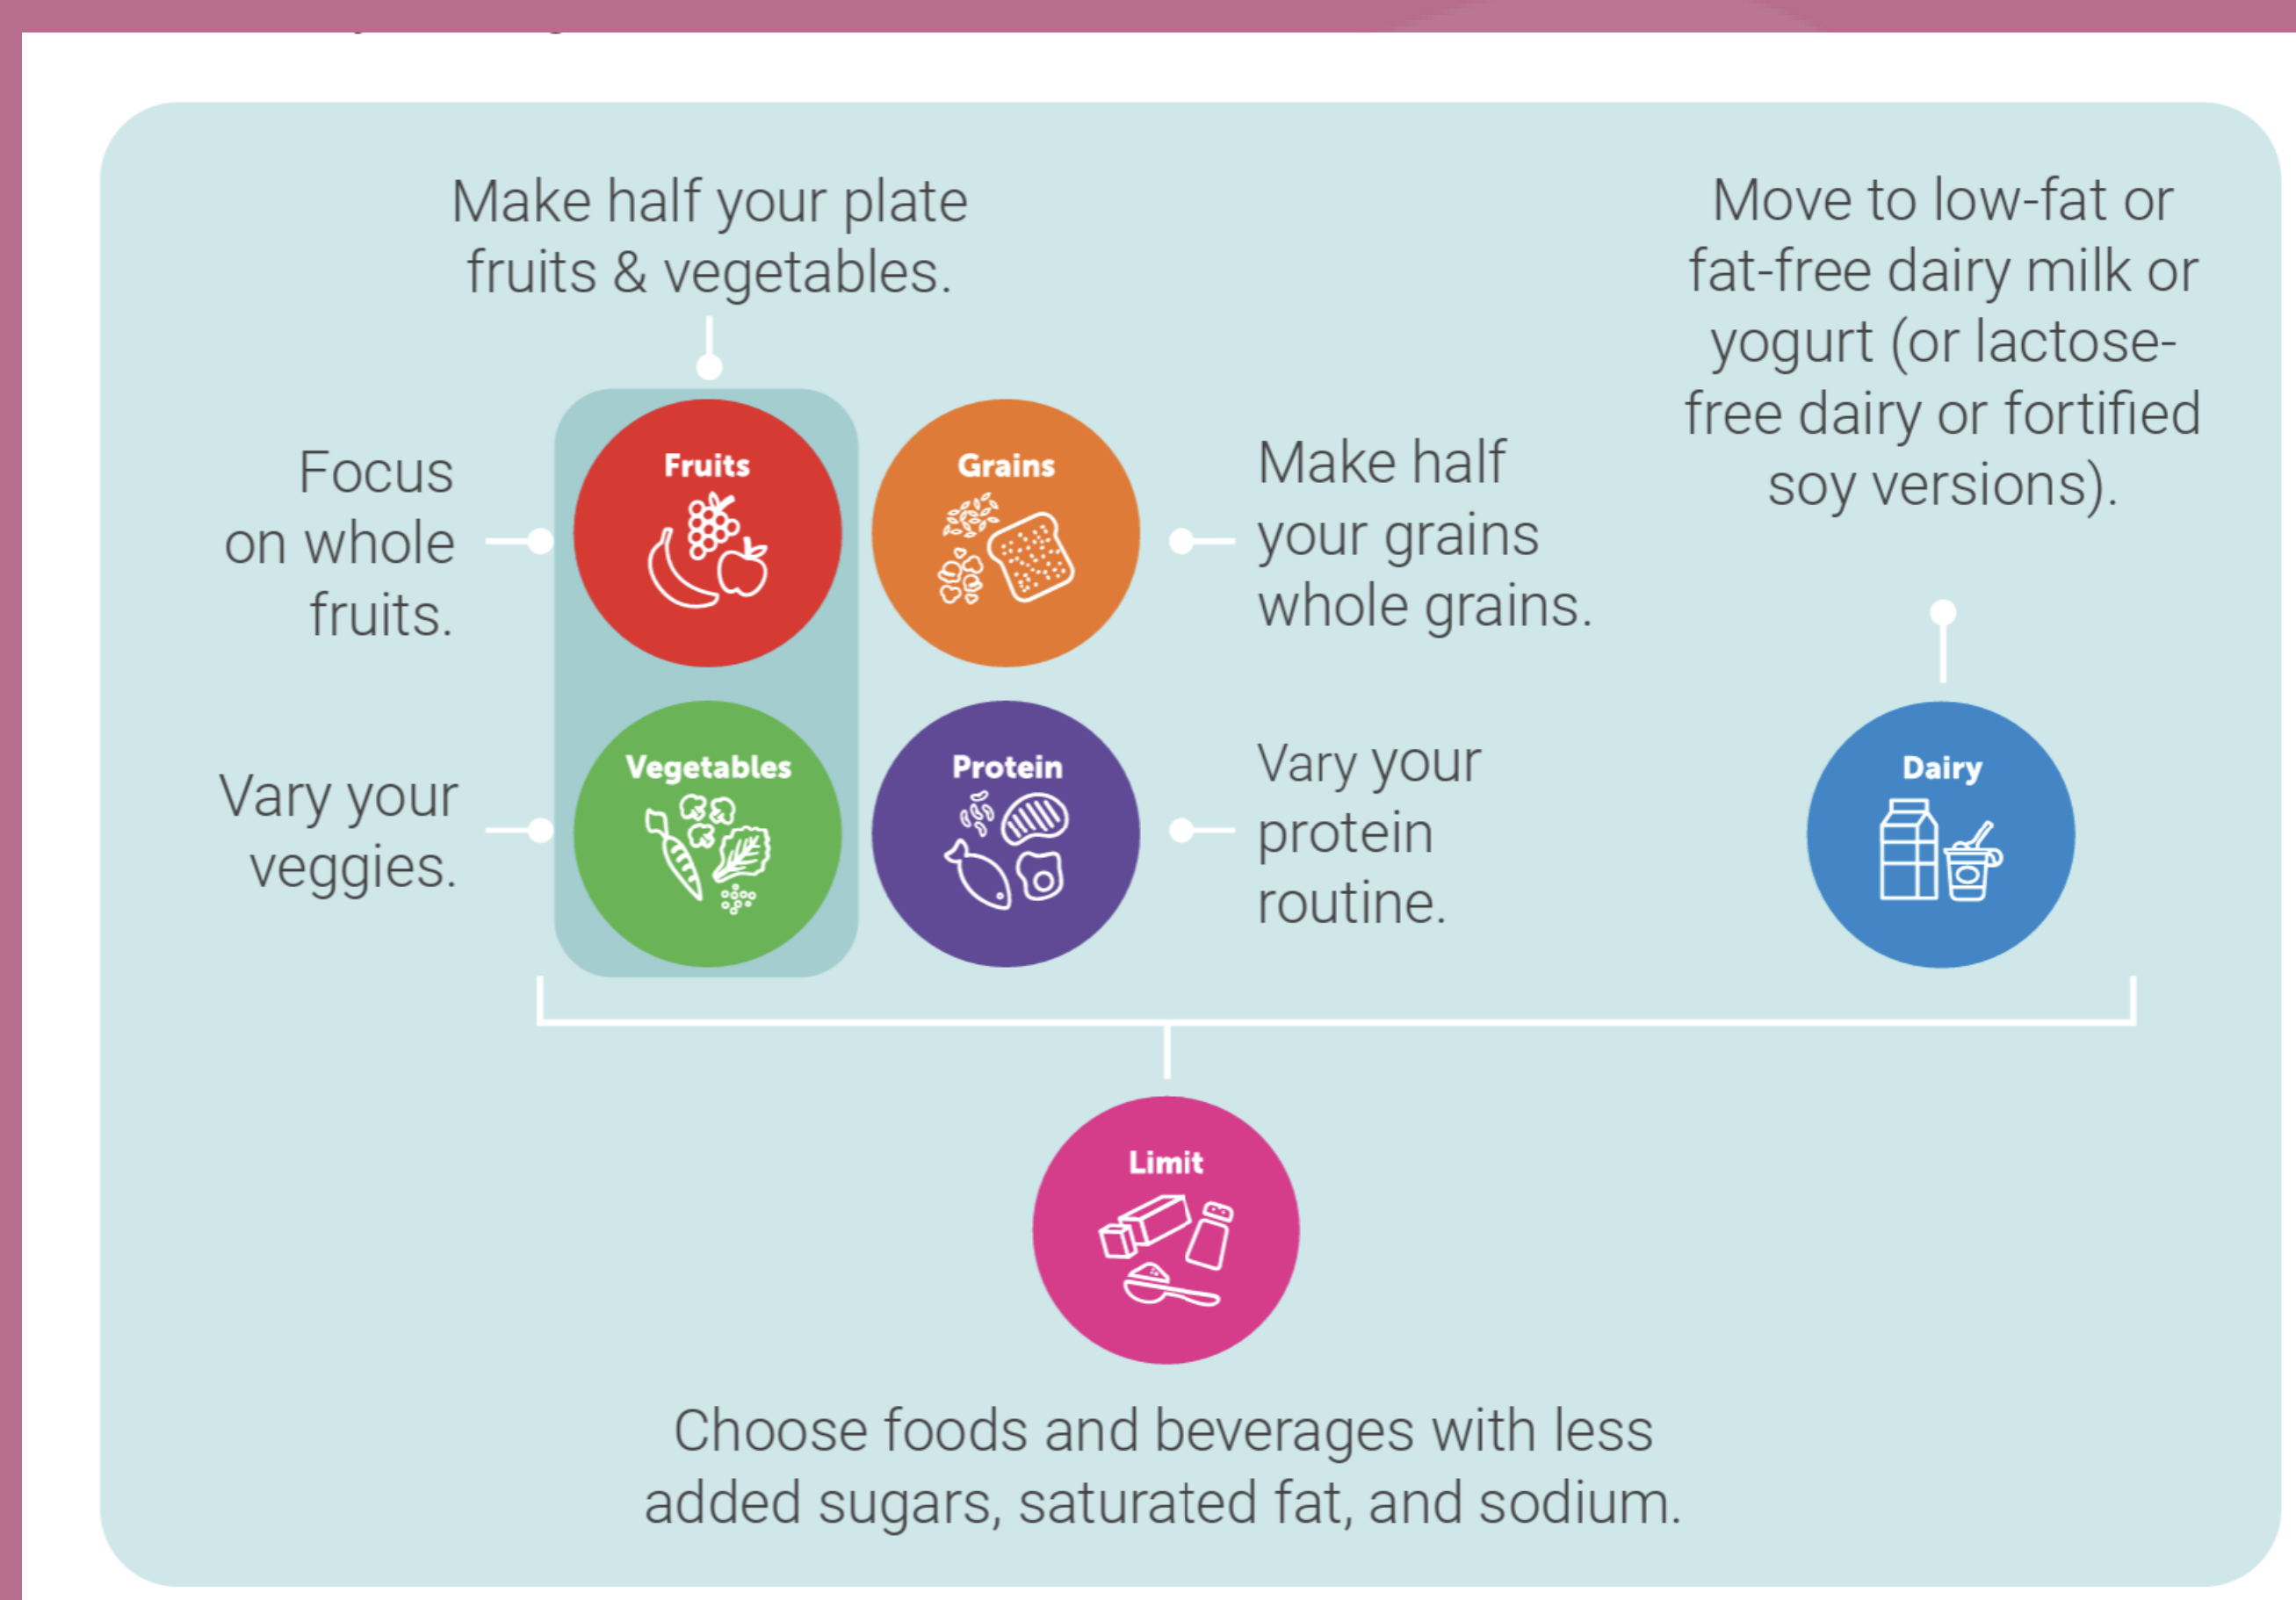 Make half your plate
fruits & vegetables.
Move to low-fat or
fat-free dairy milk or
yogurt (or lactose-
free dairy or fortified
soy versions).
Focus
on whole
fruits.
Fruits
Grains
Make half
your grains
whole grains.
Vary your
veggies.
Vegetables
Protein
Vary your
protein
routine.
Dairy
Limit
Choose foods and beverages with less
added sugars, saturated fat, and sodium.